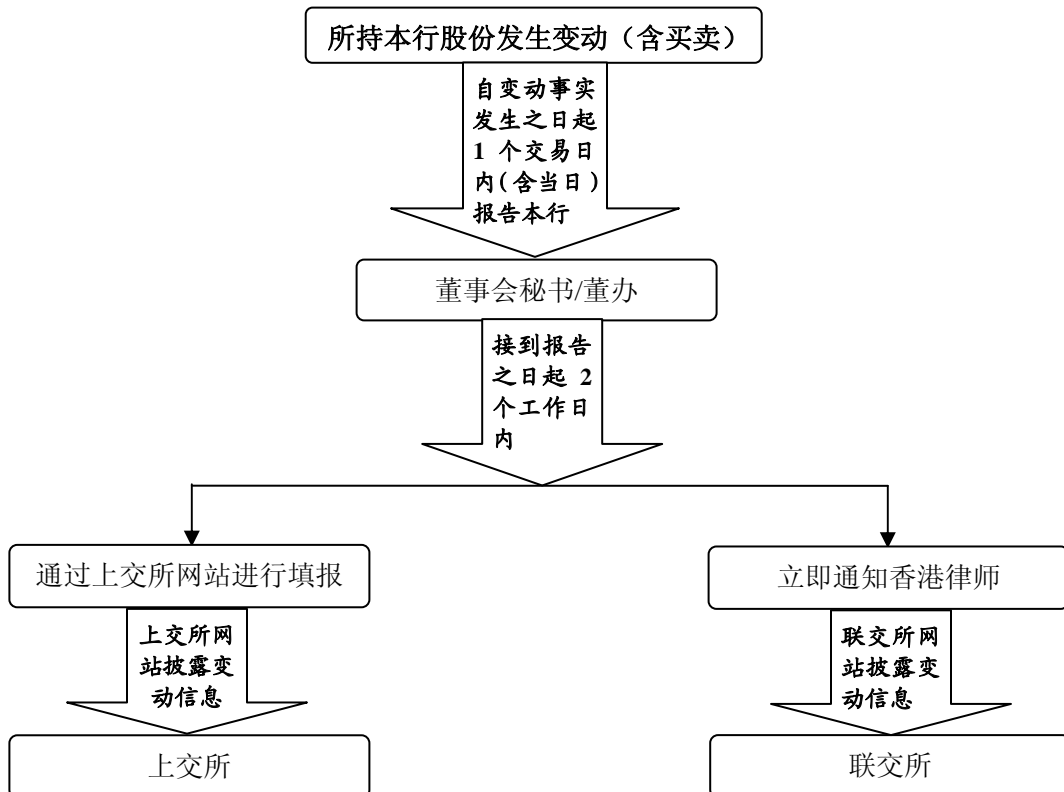 所持本行股份发生变动（含买卖）
自变动事实
发生之日起
1 个交易日
内（含当日）
报告本行
董事会秘书/董办
接到报告
之日起 2
个工作日
内
通过上交所网站进行填报
立即通知香港律师
上交所网
站披露变
动信息
联交所网
站披露变
动信息
上交所
联交所